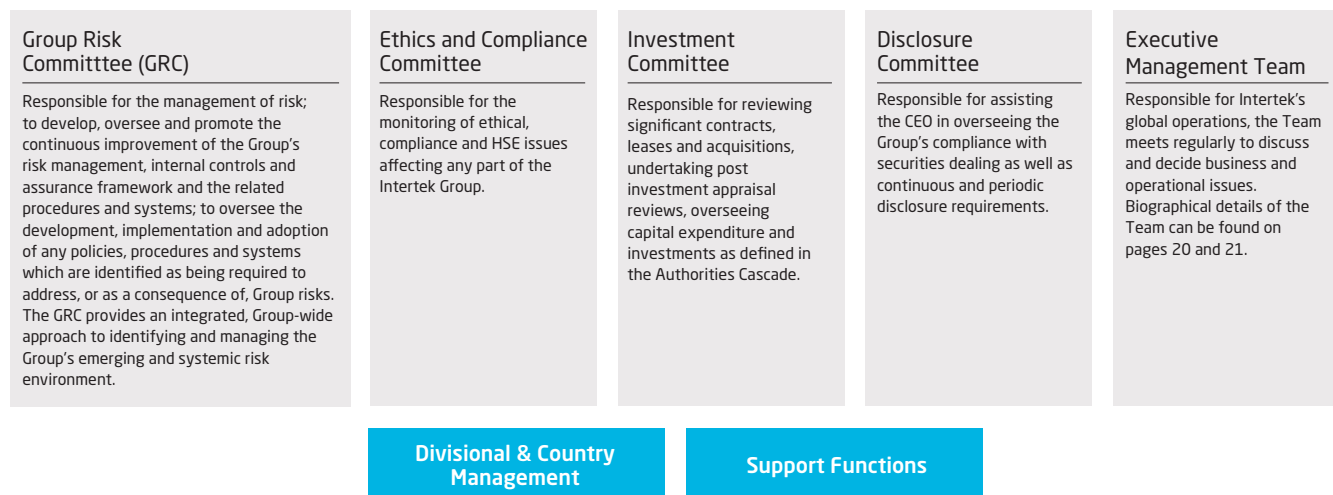 Group Risk
Committtee (GRC)
Responsible for the management of risk;
to develop, oversee and promote the
continuous improvement of the Group's
risk management, internal controls and
assurance framework and the related
procedures and systems; to oversee the
development, implementation and adoption
of any policies, procedures and systems
which are identified as being required to
address, or as a consequence of, Group risks.
The GRC provides an integrated, Group-wide
approach to identifying and managing the
Group's emerging and systemic risk
environment.
Ethics and Compliance
Committee
Responsible for the
monitoring of ethical,
compliance and HSE issues
affecting any part of the
Intertek Group.
Investment
Committee
Responsible for reviewing
significant contracts,
leases and acquisitions,
undertaking post
investment appraisal
reviews, overseeing
capital expenditure and
investments as defined in
the Authorities Cascade.
Disclosure
Committee
Responsible for assisting
the CEO in overseeing the
Group's compliance with
securities dealing as well as
continuous and periodic
disclosure requirements.
Executive
Management Team
Responsible for Intertek's
global operations, the Team
meets regularly to discuss
and decide business and
operational issues.
Biographical details of the
Team can be found on
pages 20 and 21.
Divisional & Country
Management
Support Functions